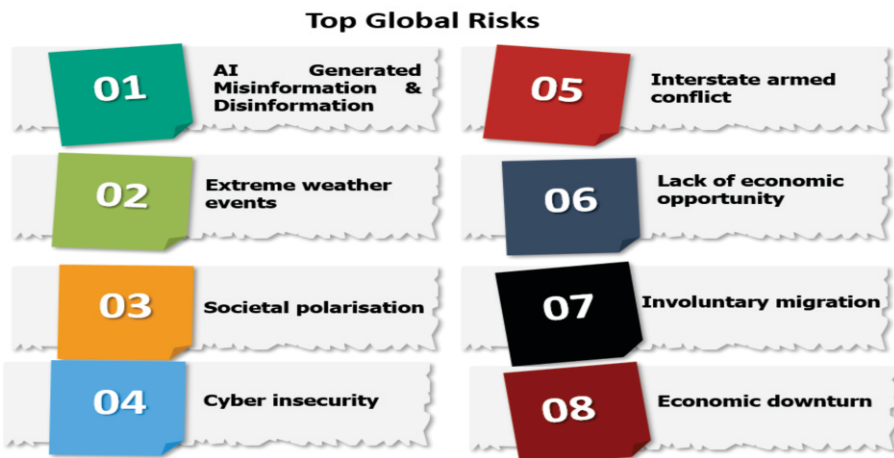 Top Global Risks
01
AI Generated
Misinformation &
Disinformation
02
Extreme weather
events
03
Societal polarisation
04
Cyber insecurity
05
Interstate armed
conflict
06
Lack of economic
opportunity
07
Involuntary migration
08
Economic downturn